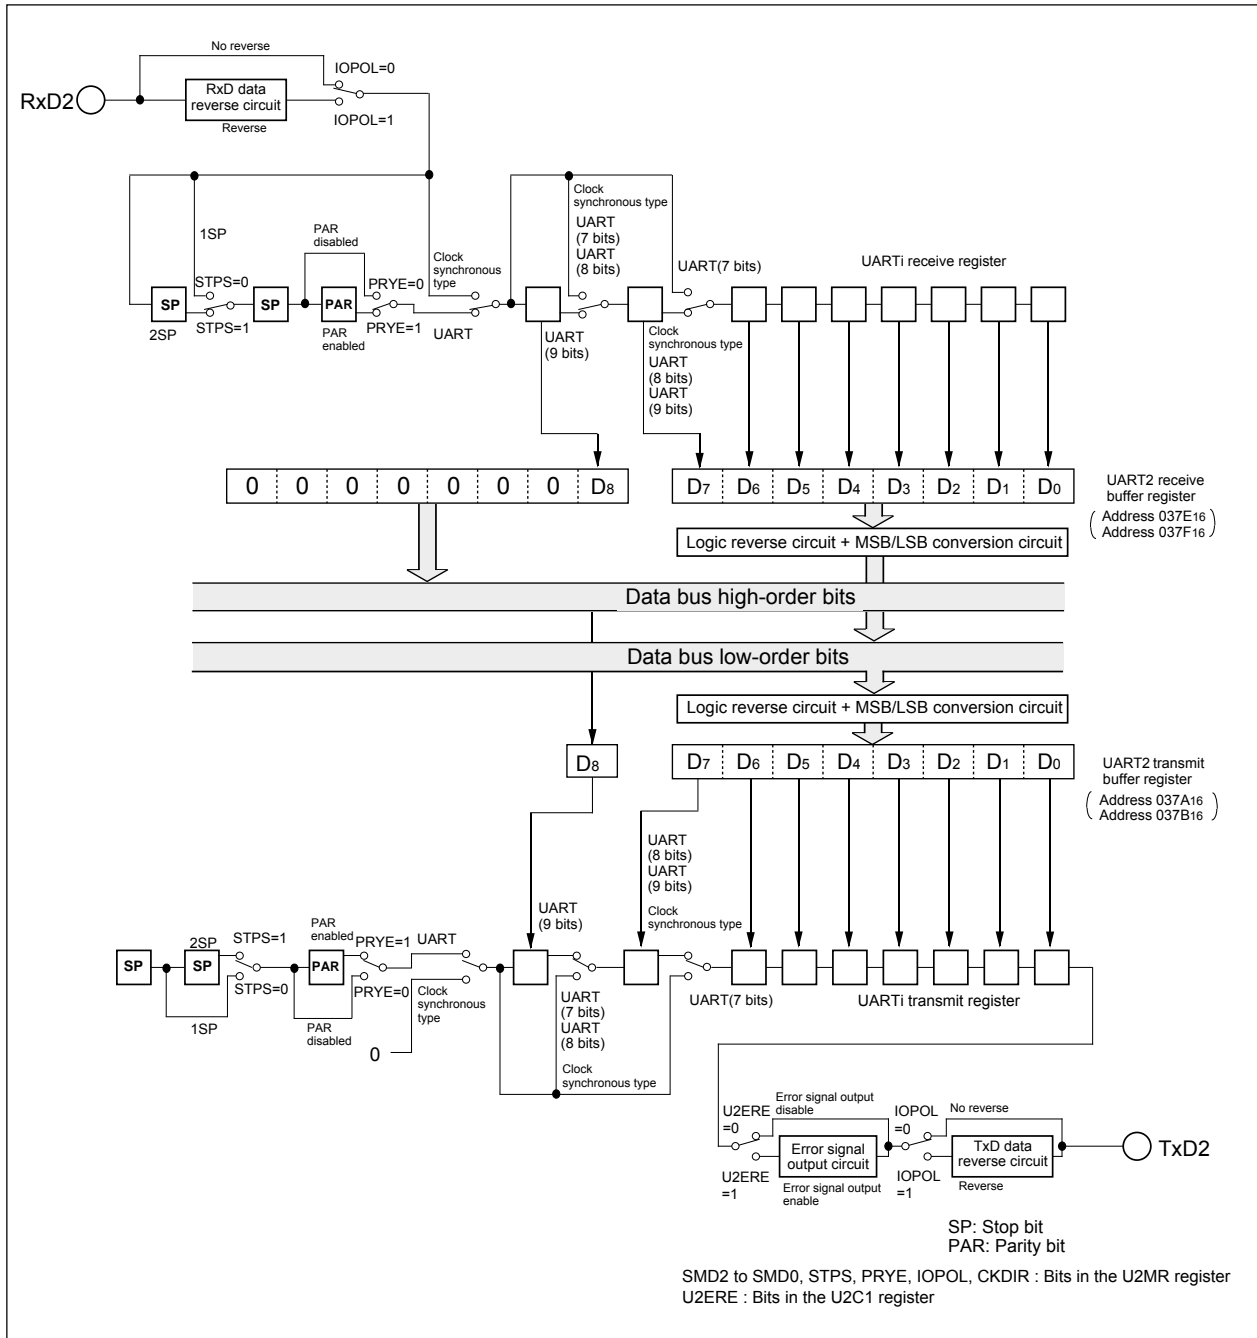 No reverse
IOPOL=0
RxD2
RxD data
reverse circuit
IOPOL=1
Reverse
1SP
PAR
disabled
Clock
synchronous
type
Clock
synchronous type
UART
(7 bits)
UART
(8 bits)
UART(7 bits)
UARTi receive register
STPS=0
PRYE=0
SP
SP
PAR
2SP
STPS=1
PAR
enabled
PRYE=1
UART
UART
(9 bits)
Clock
synchronous type
UART
(8 bits)
UART
(9 bits)
0 0 0 0 0 0 0 D8
D7 D6 D5 D4 D3 D2 D1 D0
UART2 receive
buffer register
( Address 037E16 )
( Address 037F16 )
Logic reverse circuit + MSB/LSB conversion circuit
Data bus high-order bits
Data bus low-order bits
Logic reverse circuit + MSB/LSB conversion circuit
D8
D7 D6 D5 D4 D3 D2 D1 D0
UART2 transmit
buffer register
( Address 037A16 )
( Address 037B16 )
UART
(8 bits)
UART
(9 bits)
Clock
synchronous type
UART
(9 bits)
PAR
enabled
2SP
STPS=1
PRYE=1
UART
SP
SP
PAR
STPS=0
PRYE=0
1SP
PAR
disabled
Clock
synchronous
type
0
UART
(7 bits)
UART
(8 bits)
Clock
synchronous type
UART(7 bits)
UARTi transmit register
U2ERE
=0
Error signal output
disable
IOPOL
=0
No reverse
Error signal
output circuit
TxD data
reverse circuit
TxD2
U2ERE
=1
Error signal output
enable
IOPOL
=1
Reverse
SP: Stop bit
PAR: Parity bit
SMD2 to SMD0, STPS, PRYE, IOPOL, CKDIR : Bits in the U2MR register
U2ERE : Bits in the U2C1 register